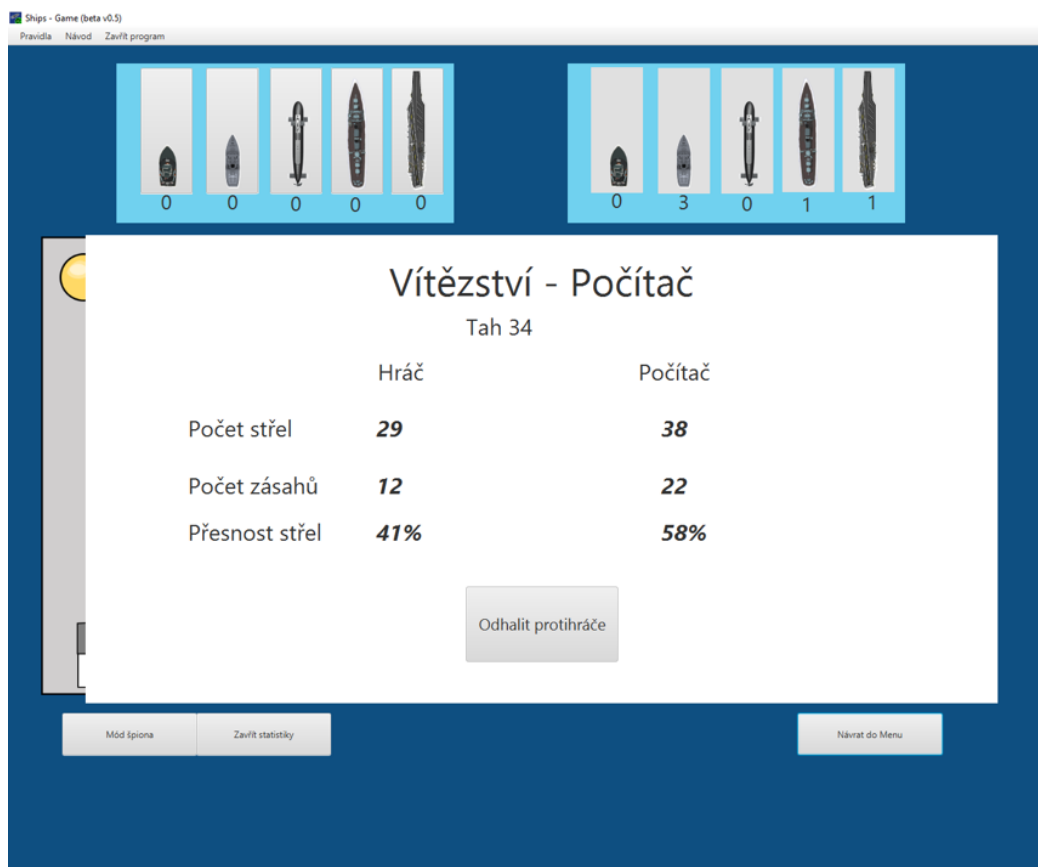 Ships - Game (beta v0.5)
Pravidla Návod Zavřít program
0 0 0 0 0 0 3 0 1 1
Vítězství - Počítač
Tah 34
Hráč Počítač
Počet střel 29 38
Počet zásahů 12 22
Přesnost střel 41% 58%
Odhalit protihráče
Mód špiona Zavřít statistiky Návrat do Menu